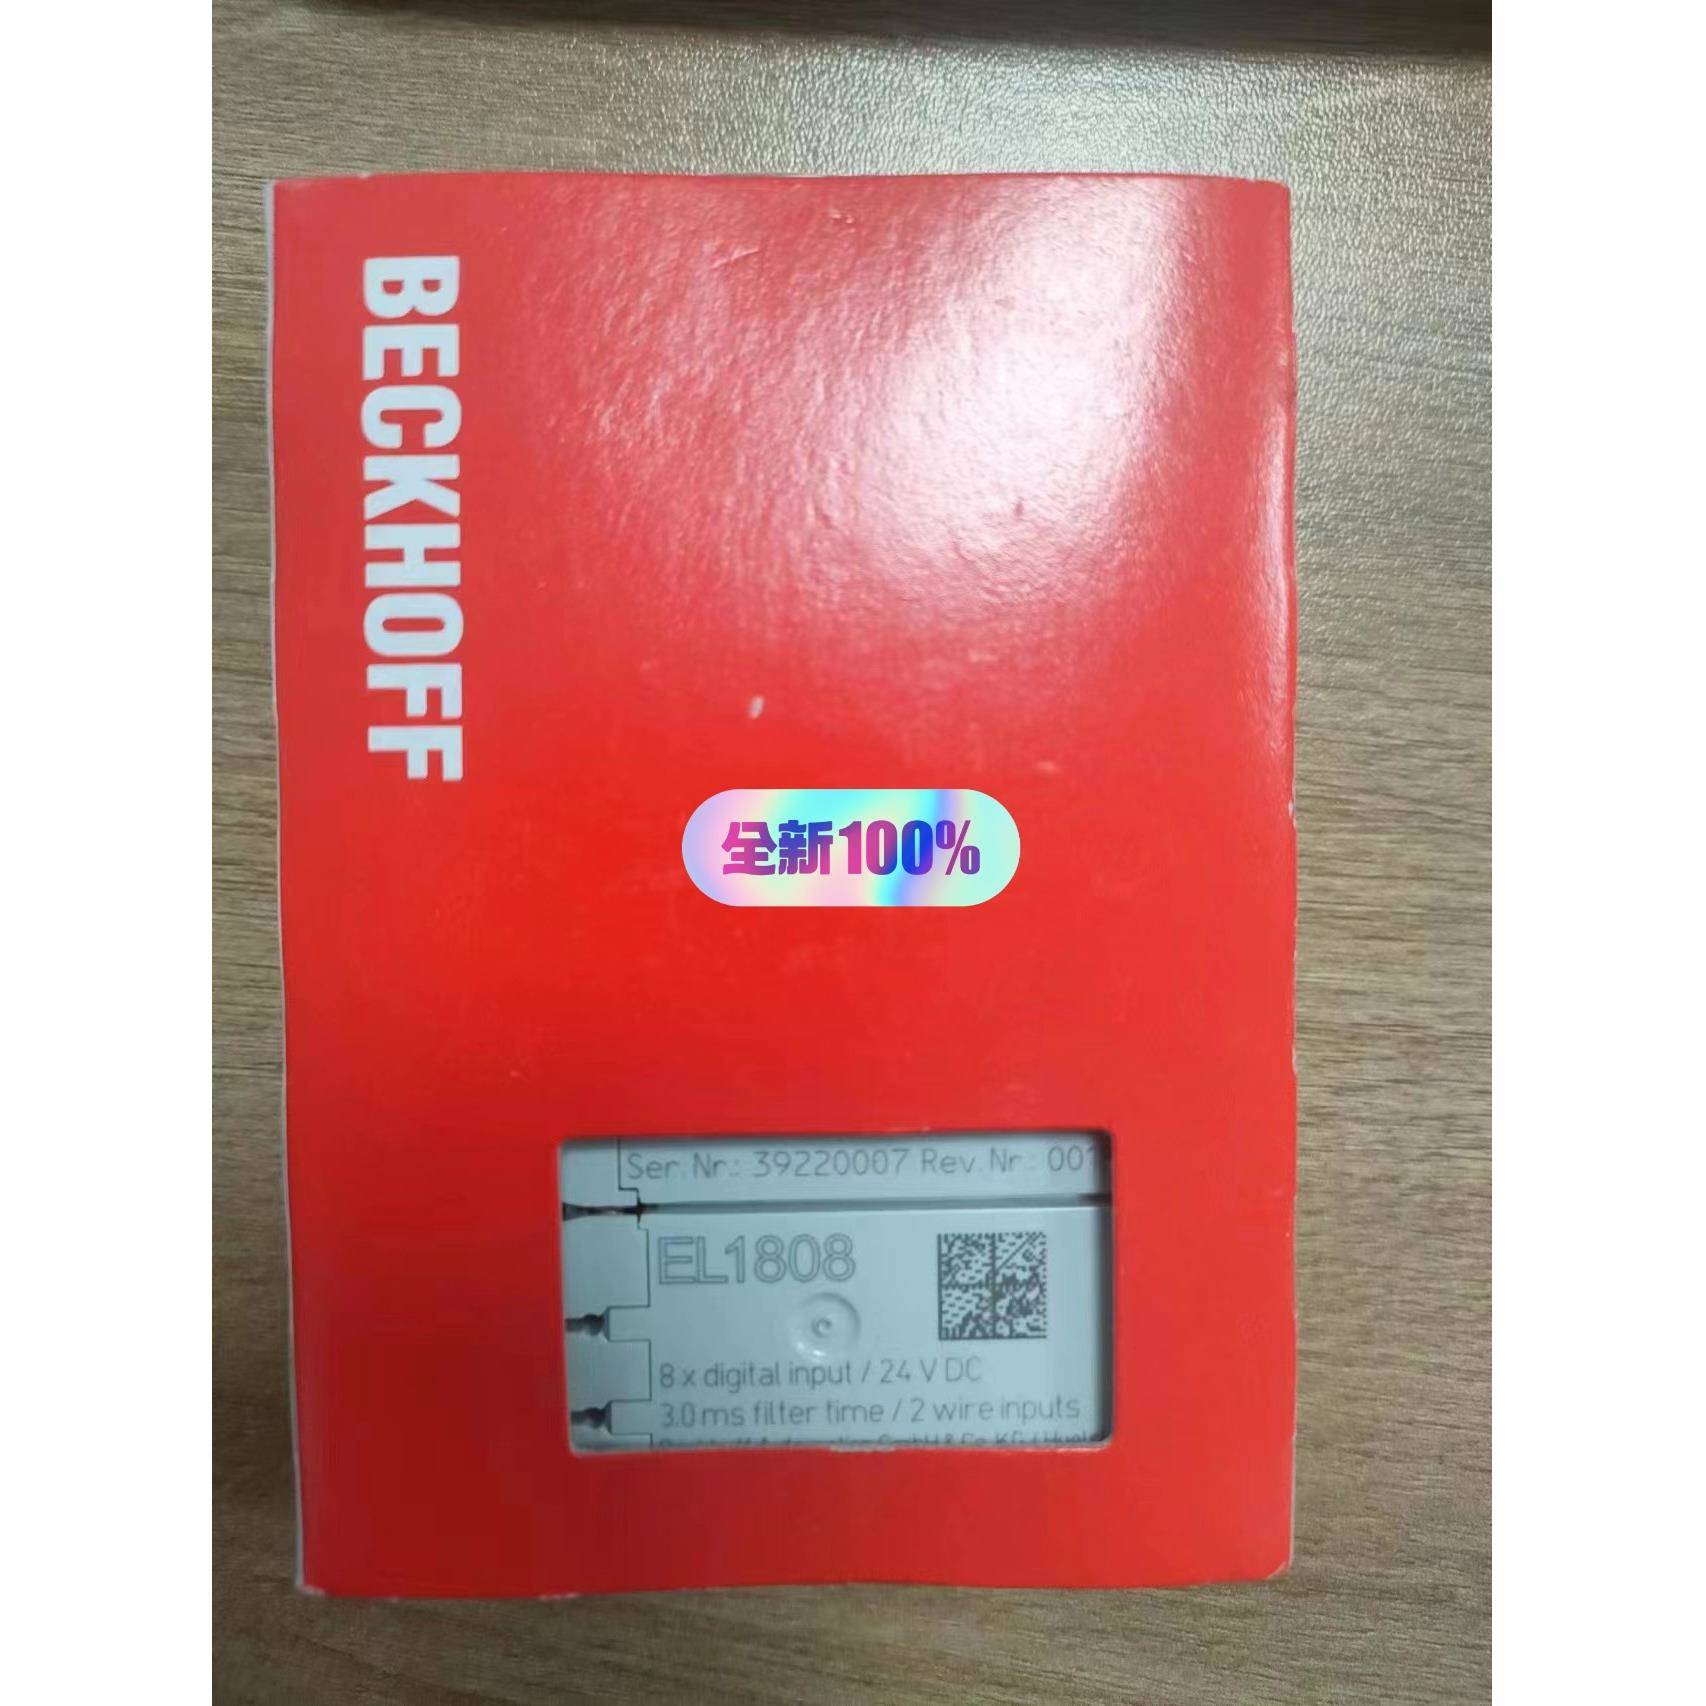 BECKHOFF
全新100%
Ser. Nr.: 39220007 Rev. Nr.: 001
EL1808
8 x digital input / 24 V DC
3.0 ms filter time / 2 wire inputs